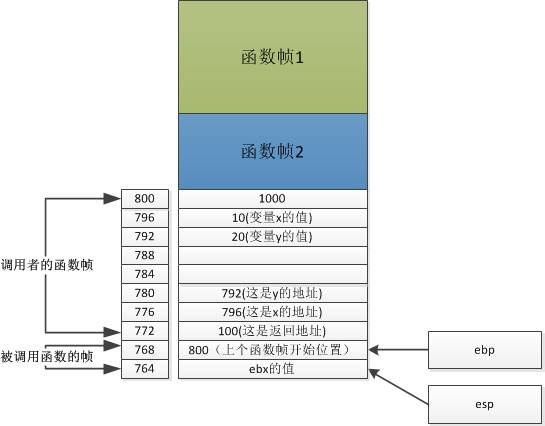 函数帧1
函数帧2
800 1000
796 10(变量x的值)
792 20(变量y的值)
788
784
780 792(这是y的地址)
776 796(这是x的地址)
772 100(这是返回地址)
768 800（上个函数帧开始位置）
764 ebx的值
调用者的函数帧
被调用函数的帧
ebp
esp